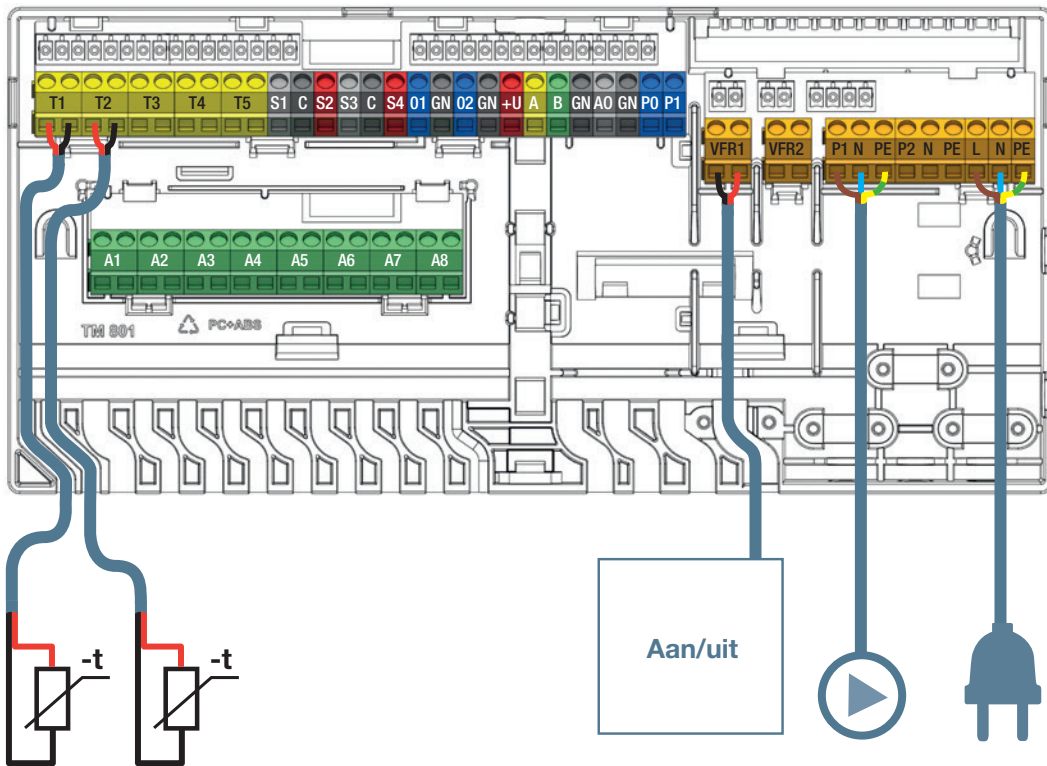 T1 T2 T3 T4 T5 S1 C S2 S3 C S4 01 GN 02 GN +U A B GN AO GN P0 P1
VFR1 VFR2 P1 N PE P2 N PE L N PE
A1 A2 A3 A4 A5 A6 A7 A8
TM 801 PC+ABS
Aan/uit
-t -t